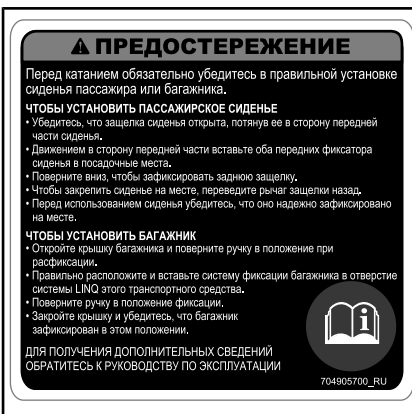 ПРЕДОСТЕРЕЖЕНИЕ
Перед катанием обязательно убедитесь в правильной установке
сиденья пассажира или багажника.
ЧТОБЫ УСТАНОВИТЬ ПАССАЖИРСКОЕ СИДЕНЬЕ
• Убедитесь, что защелка сиденья открыта, потянув ее в сторону передней
части сиденья.
• Движением в сторону передней части вставьте оба передних фиксатора
сиденья в посадочные места.
• Поверните вниз, чтобы зафиксировать заднюю защелку.
• Чтобы закрепить сиденье на месте, переведите рычаг защелки назад.
• Перед использованием сиденья убедитесь, что оно надежно зафиксировано
на месте.
ЧТОБЫ УСТАНОВИТЬ БАГАЖНИК
• Откройте крышку багажника и поверните ручку в положение при
расфиксации.
• Правильно расположите и вставьте систему фиксации багажника в отверстие
системы LINQ этого транспортного средства.
• Поверните ручку в положение фиксации.
• Закройте крышку и убедитесь, что багажник
зафиксирован в этом положении.
ДЛЯ ПОЛУЧЕНИЯ ДОПОЛНИТЕЛЬНЫХ СВЕДЕНИЙ
ОБРАТИТЕСЬ К РУКОВОДСТВУ ПО ЭКСПЛУАТАЦИИ
704905700_RU